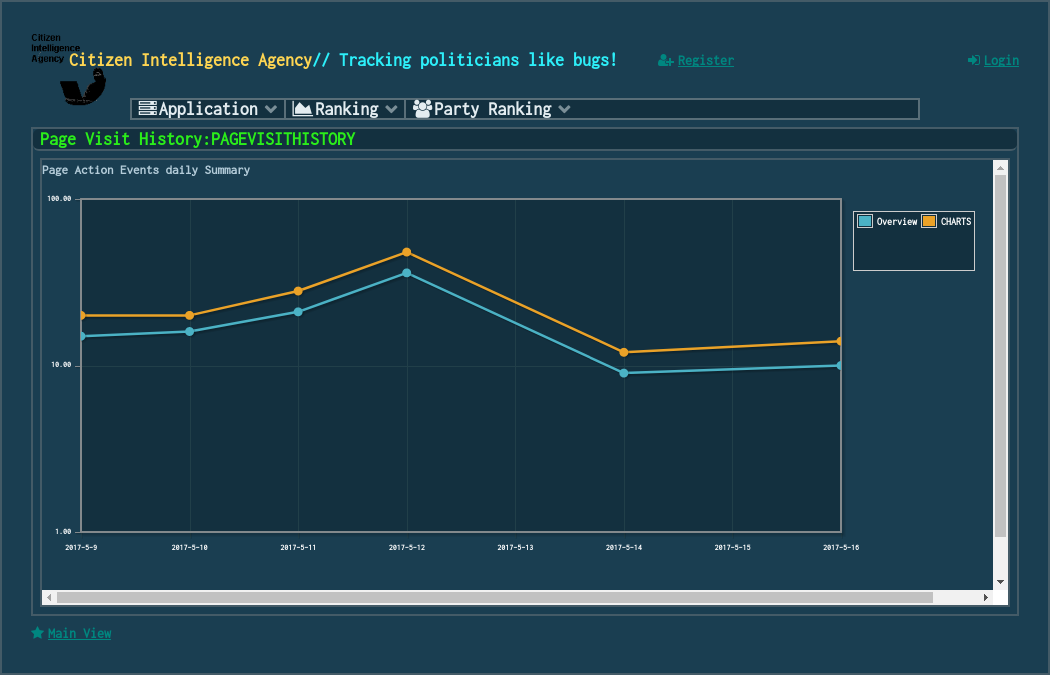 Citizen
Intelligence
Agency
Citizen Intelligence Agency// Tracking politicians like bugs!
Register
Login
Application
Ranking
Party Ranking
Page Visit History:PAGEVISITHISTORY
Page Action Events daily Summary
100.00
Overview
CHARTS
10.00
1.00
2017-5-9
2017-5-10
2017-5-11
2017-5-12
2017-5-13
2017-5-14
2017-5-15
2017-5-16
Main View